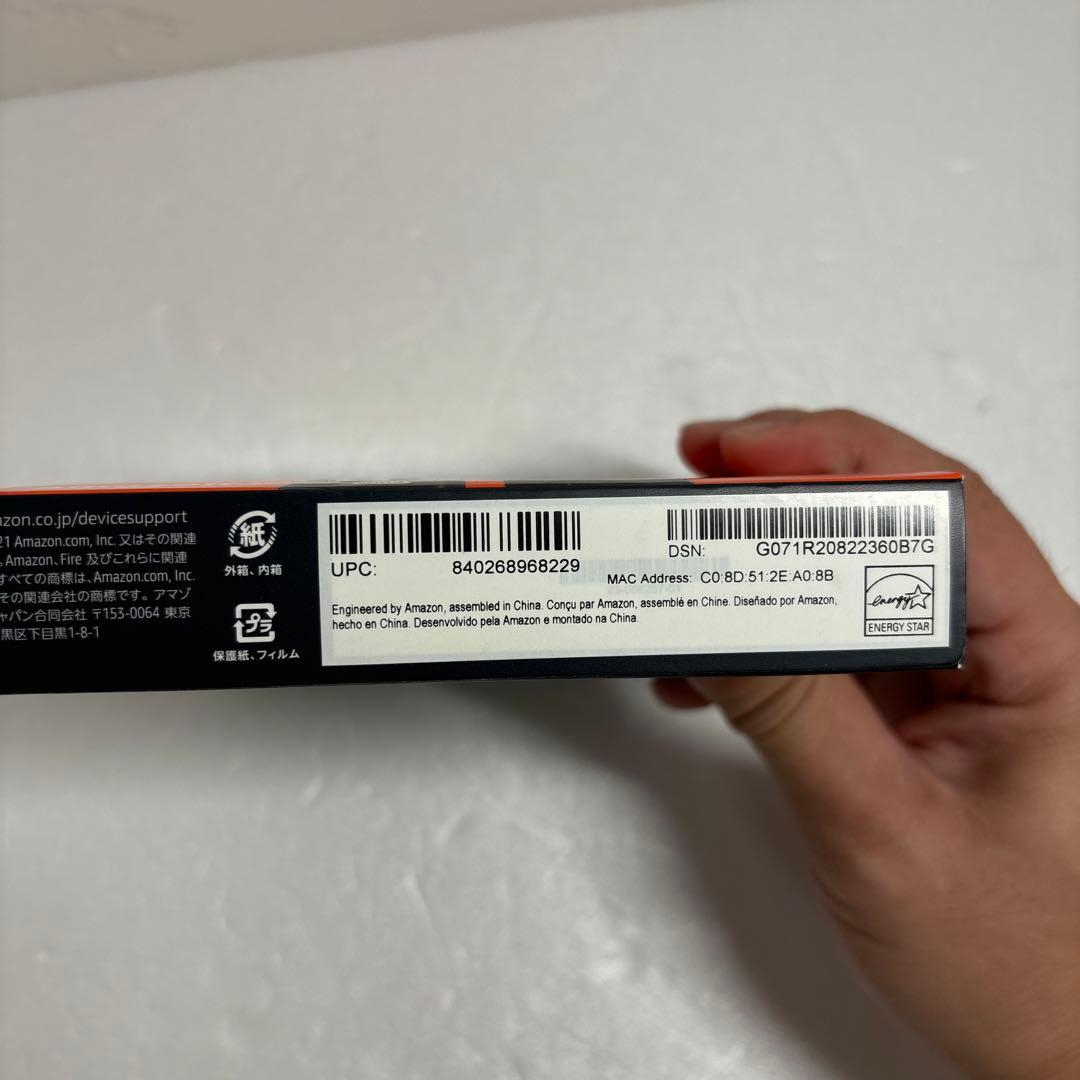 azon.co.jp/devicesupport
21 Amazon.com, Inc. 又はその関連
Amazon、Fire 及びこれらに関連
すべての商標は、Amazon.com, Inc.
その関連会社の商標です。アマゾ
ャパン合同会社 〒153-0064 東京
黒区下目黒1-8-1
紙
外箱、内箱
プラ
保護紙、フィルム
UPC: 840268968229
DSN: G071R20822360B7G
MAC Address: C0:8D:51:2E:A0:8B
Engineered by Amazon, assembled in China. Conçu par Amazon, assemblé en Chine. Diseñado por Amazon,
hecho en China. Desenvolvido pela Amazon e montado na China.
energy
ENERGY STAR